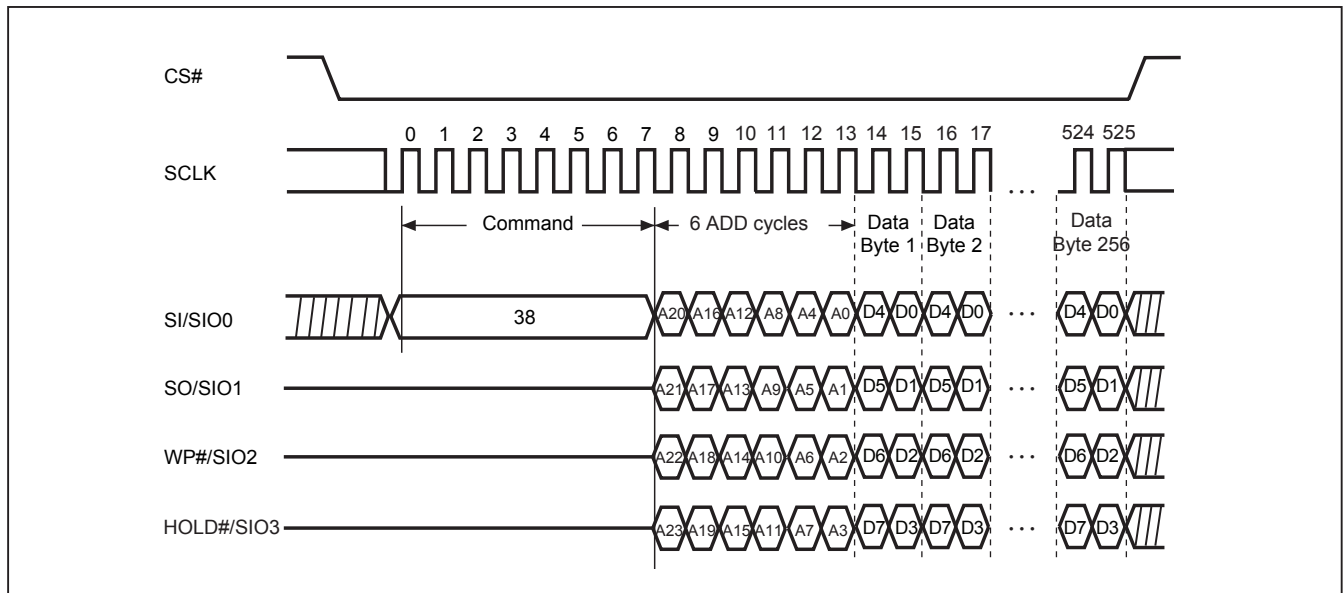 CS#
0 1 2 3 4 5 6 7 8 9 10 11 12 13 14 15 16 17 524 525
SCLK
...
Command 6 ADD cycles Data Data Data
Byte 1 Byte 2 Byte 256
SI/SIO0 38 A20 A16 A12 A8 A4 A0 D4 D0 D4 D0 ... D4 D0
SO/SIO1 A21 A17 A13 A9 A5 A1 D5 D1 D5 D1 ... D5 D1
WP#/SIO2 A22 A18 A14 A10 A6 A2 D6 D2 D6 D2 ... D6 D2
HOLD#/SIO3 A23 A19 A15 A11 A7 A3 D7 D3 D7 D3 ... D7 D3